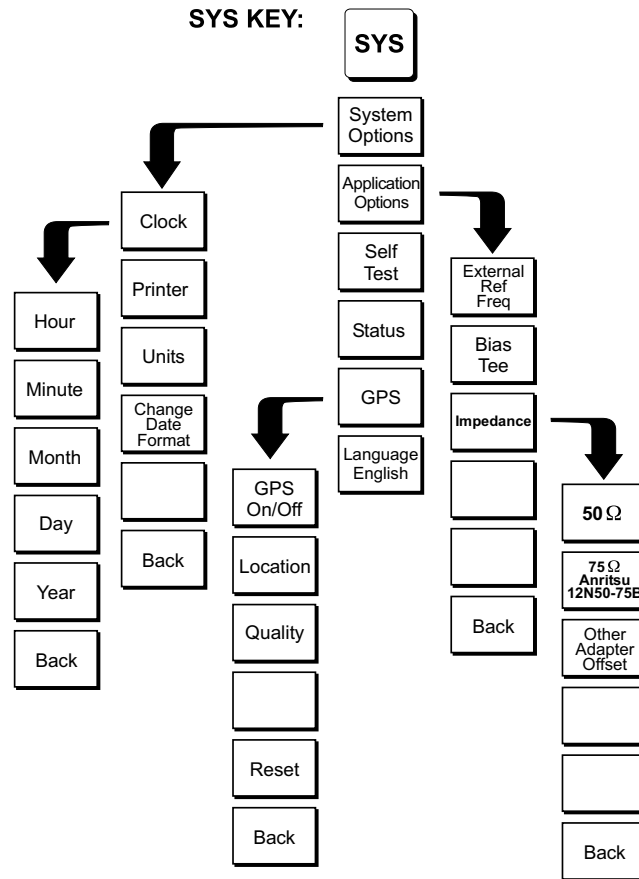 SYS KEY:
SYS
System
Options
Application
Options
Self
Test
Status
GPS
Language
English
Clock
Printer
Units
Change
Date
Format
Back
Hour
Minute
Month
Day
Year
Back
GPS
On/Off
Location
Quality
Reset
Back
External
Ref
Freq
Bias
Tee
Impedance
Back
50 Ω
75 Ω
Anritsu
12N50-75B
Other
Adapter
Offset
Back